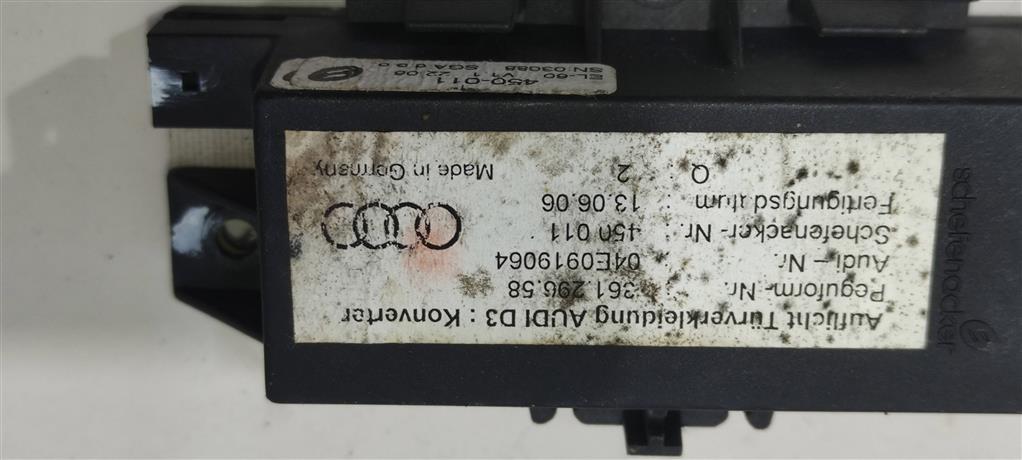 Auflicht Türverkleidung AUDI D3 : Konverter
Peguform-Nr. : 361.296.58
Audi – Nr. : 04E0919064
Schefenacker-Nr. : 450 011
Fertigungsdatum : 13.06.06
Q : 2 Made in Germany
450-011
V1.1 22.06
EL-60 SGA d.o.o
SN:03088
schefenacker